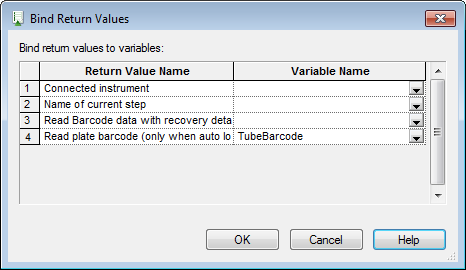 Bind Return Values
Bind return values to variables:
Return Value Name Variable Name
1 Connected instrument
2 Name of current step
3 Read Barcode data with recovery deta
4 Read plate barcode (only when auto lo TubeBarcode
OK Cancel Help